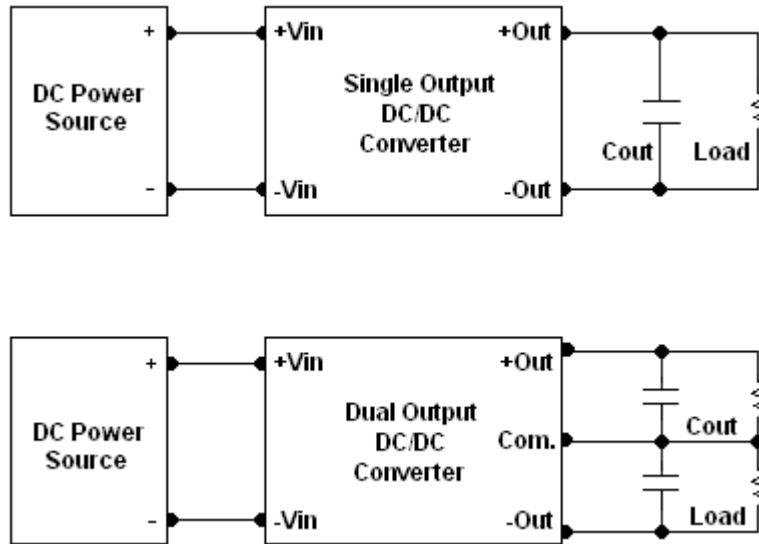 + +Vin +Out
DC Power
Source
Single Output
DC/DC
Converter
Cout Load
- -Vin -Out
+ +Vin +Out
DC Power
Source
Dual Output
DC/DC
Converter
Com.
Cout
Load
- -Vin -Out